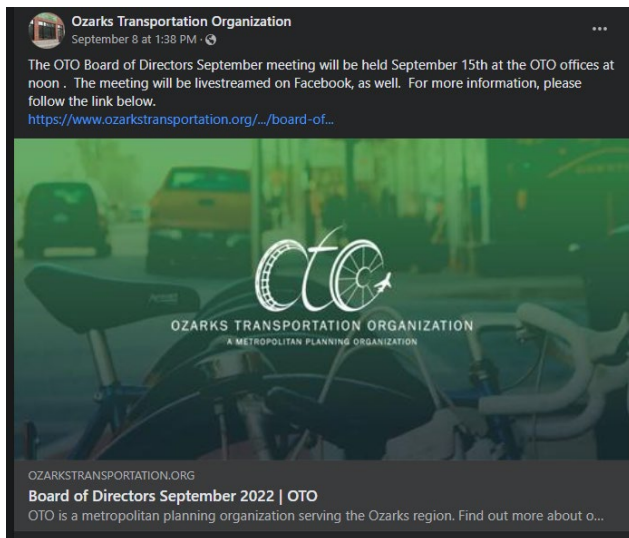 Ozarks Transportation Organization
September 8 at 1:38 PM ·
The OTO Board of Directors September meeting will be held September 15th at the OTO offices at
noon .  The meeting will be livestreamed on Facebook, as well.  For more information, please
follow the link below.
https://www.ozarkstransportation.org/.../board-of...
oto
OZARKS TRANSPORTATION ORGANIZATION
A METROPOLITAN PLANNING ORGANIZATION
OZARKSTRANSPORTATION.ORG
Board of Directors September 2022 | OTO
OTO is a metropolitan planning organization serving the Ozarks region. Find out more about o...